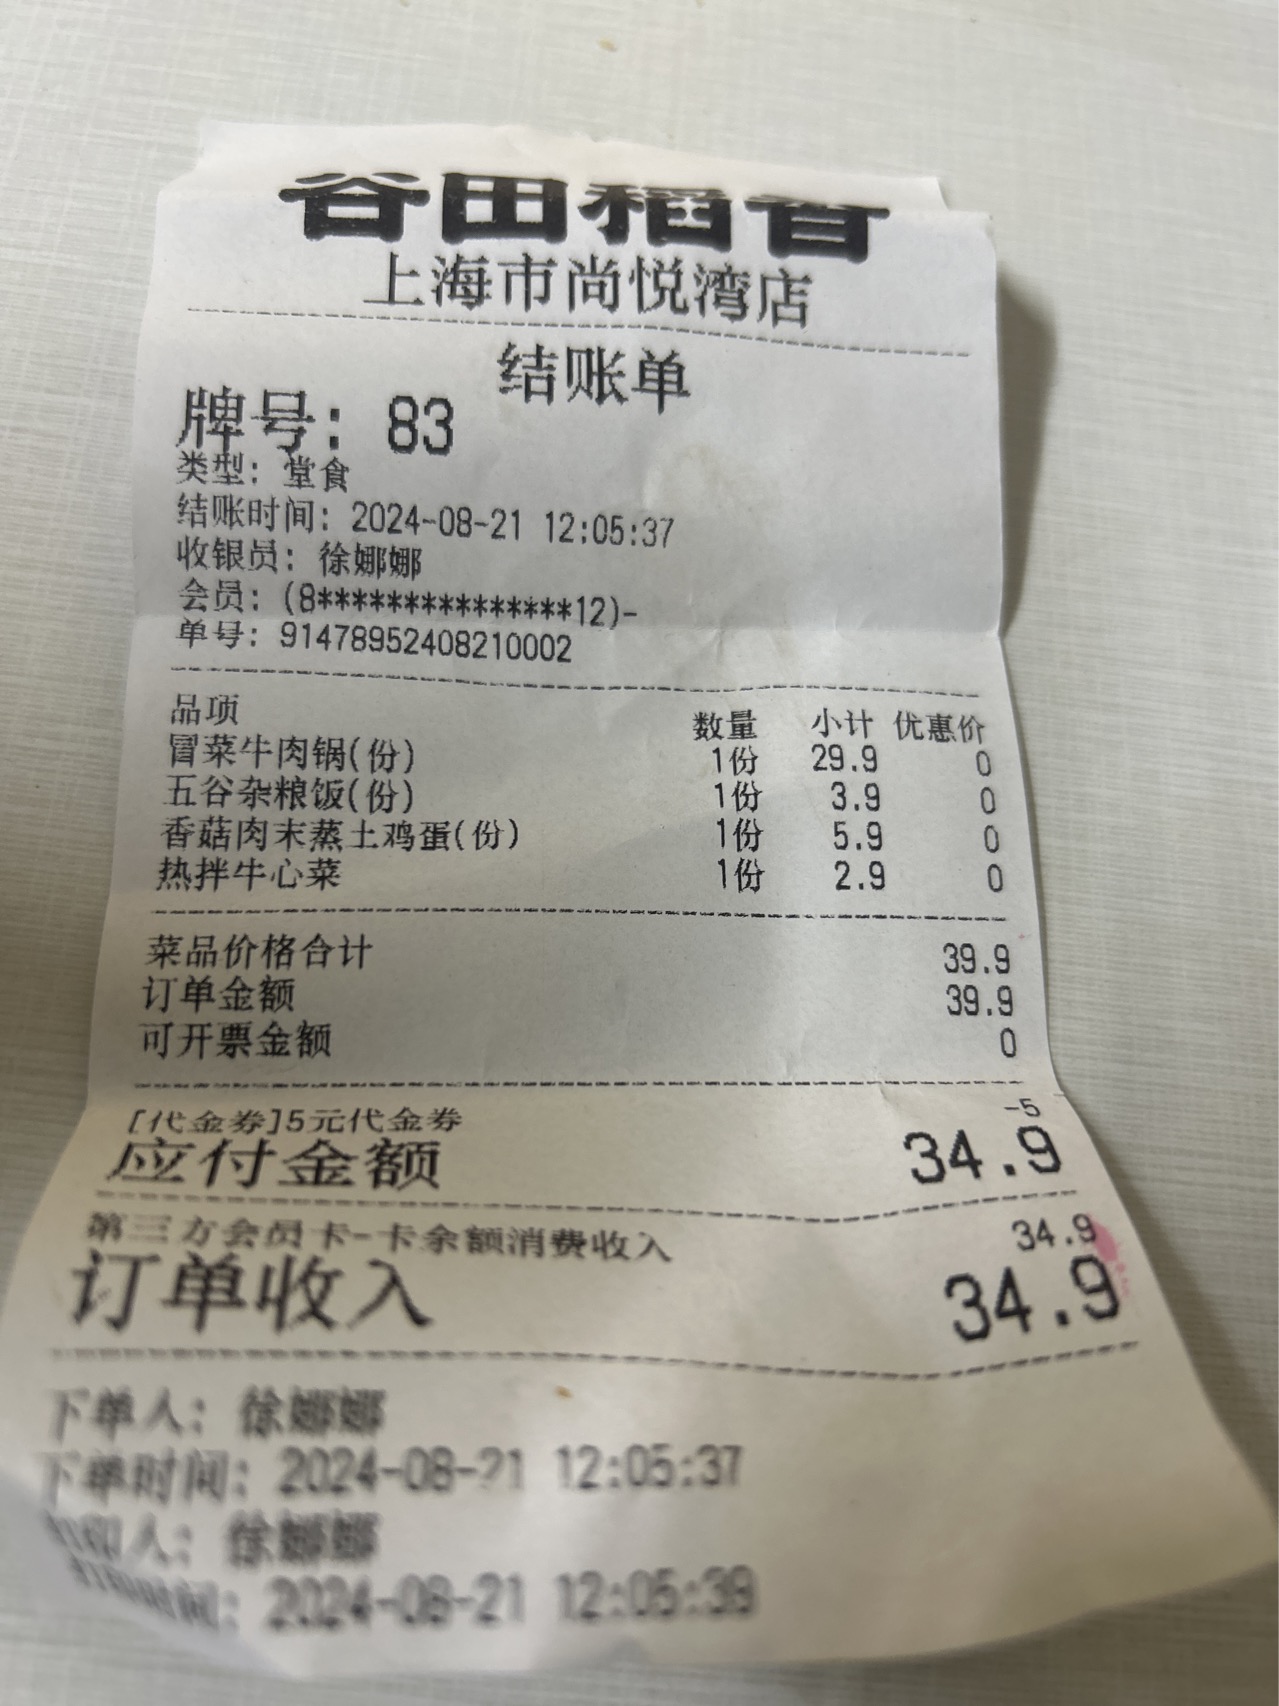 谷田稻香
上海市尚悦湾店
结账单
牌号: 83
类型: 堂食
结账时间: 2024-08-21 12:05:37
收银员: 徐娜娜
会员: (8***************12)-
单号: 91478952408210002
品项 数量 小计 优惠价
冒菜牛肉锅(份) 1份 29.9 0
五谷杂粮饭(份) 1份 3.9 0
香菇肉末蒸土鸡蛋(份) 1份 5.9 0
热拌牛心菜 1份 2.9 0
菜品价格合计 39.9
订单金额 39.9
可开票金额 0
[代金券]5元代金券 -5
应付金额 34.9
第三方会员卡-卡余额消费收入 34.9
订单收入 34.9
下单人: 徐娜娜
下单时间: 2024-08-21 12:05:37
印人: 徐娜娜
时间: 2024-08-21 12:05:39